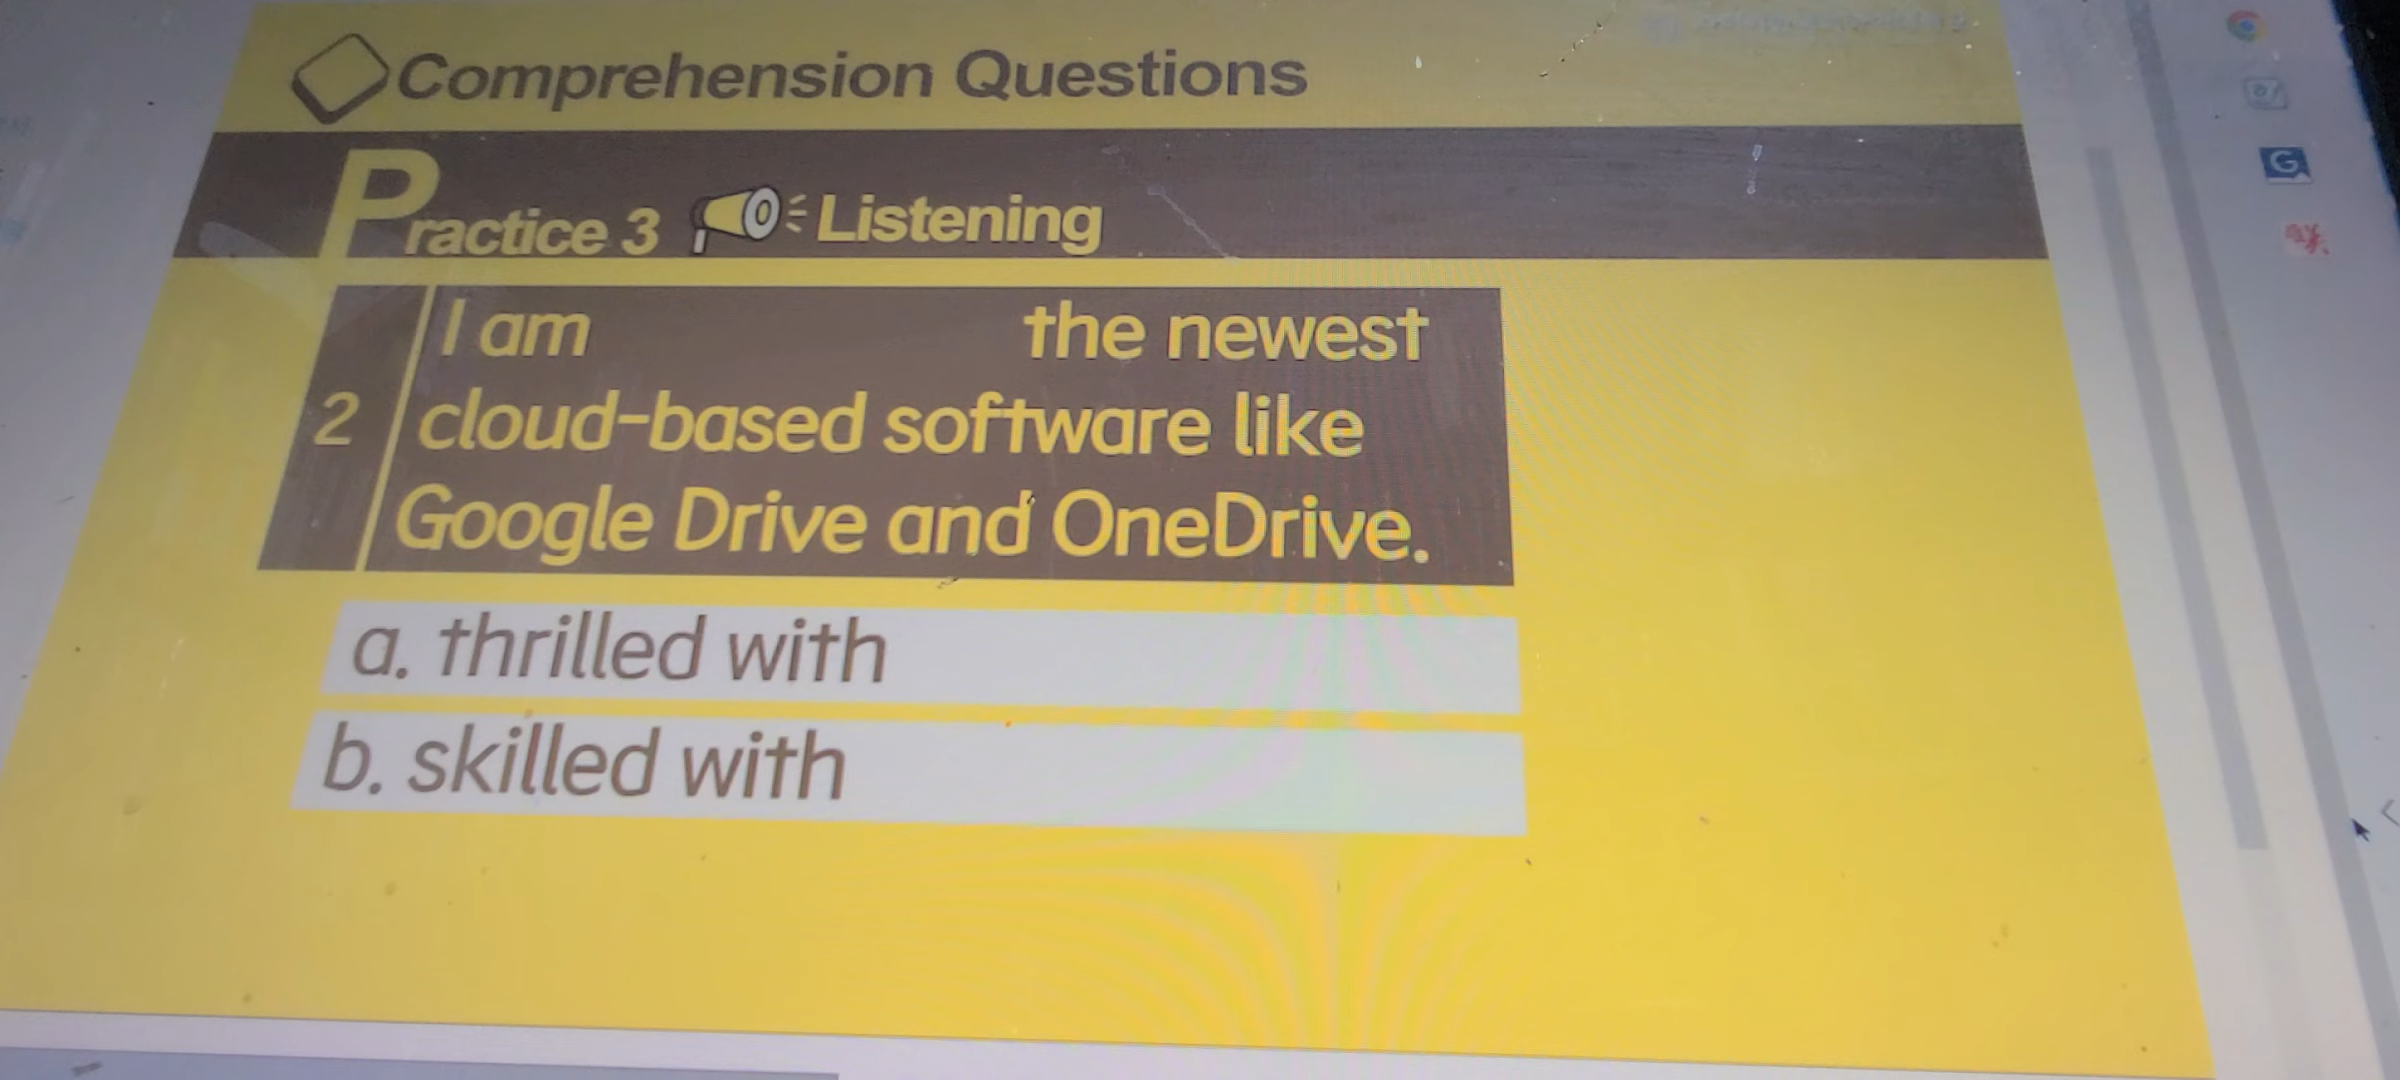 Comprehension Questions
Practice 3 Listening
I am the newest
2 cloud-based software like
Google Drive and OneDrive.
a. thrilled with
b. skilled with